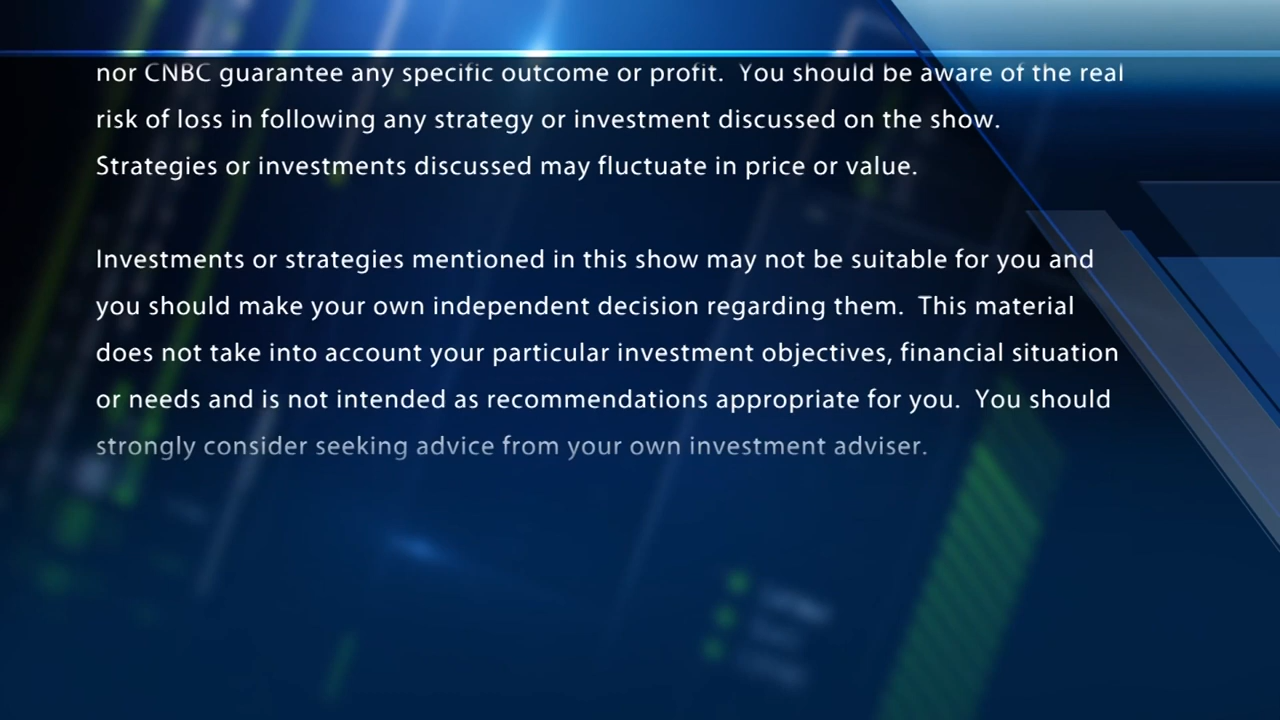 nor CNBC guarantee any specific outcome or profit.  You should be aware of the real
risk of loss in following any strategy or investment discussed on the show.
Strategies or investments discussed may fluctuate in price or value.
Investments or strategies mentioned in this show may not be suitable for you and
you should make your own independent decision regarding them.  This material
does not take into account your particular investment objectives, financial situation
or needs and is not intended as recommendations appropriate for you.  You should
strongly consider seeking advice from your own investment adviser.